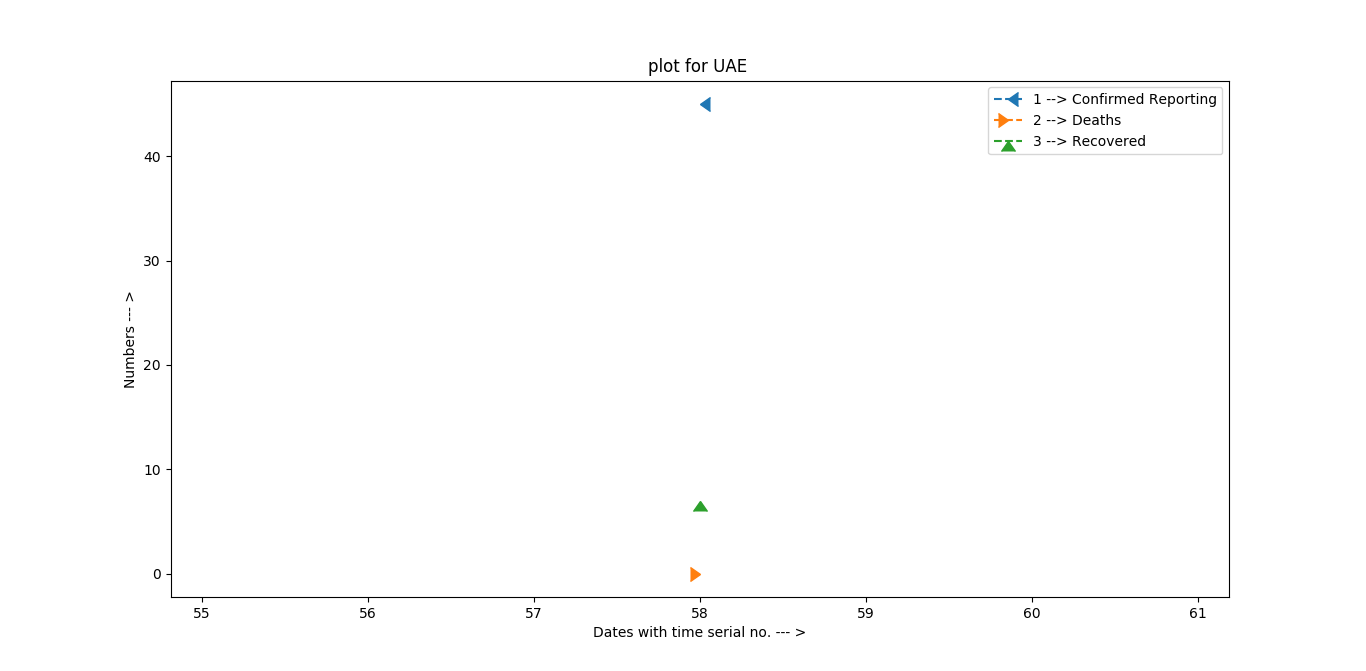 plot for UAE
1 --> Confirmed Reporting
2 --> Deaths
3 --> Recovered
40
30
20
10
0
Numbers --- >
55 56 57 58 59 60 61
Dates with time serial no. --- >